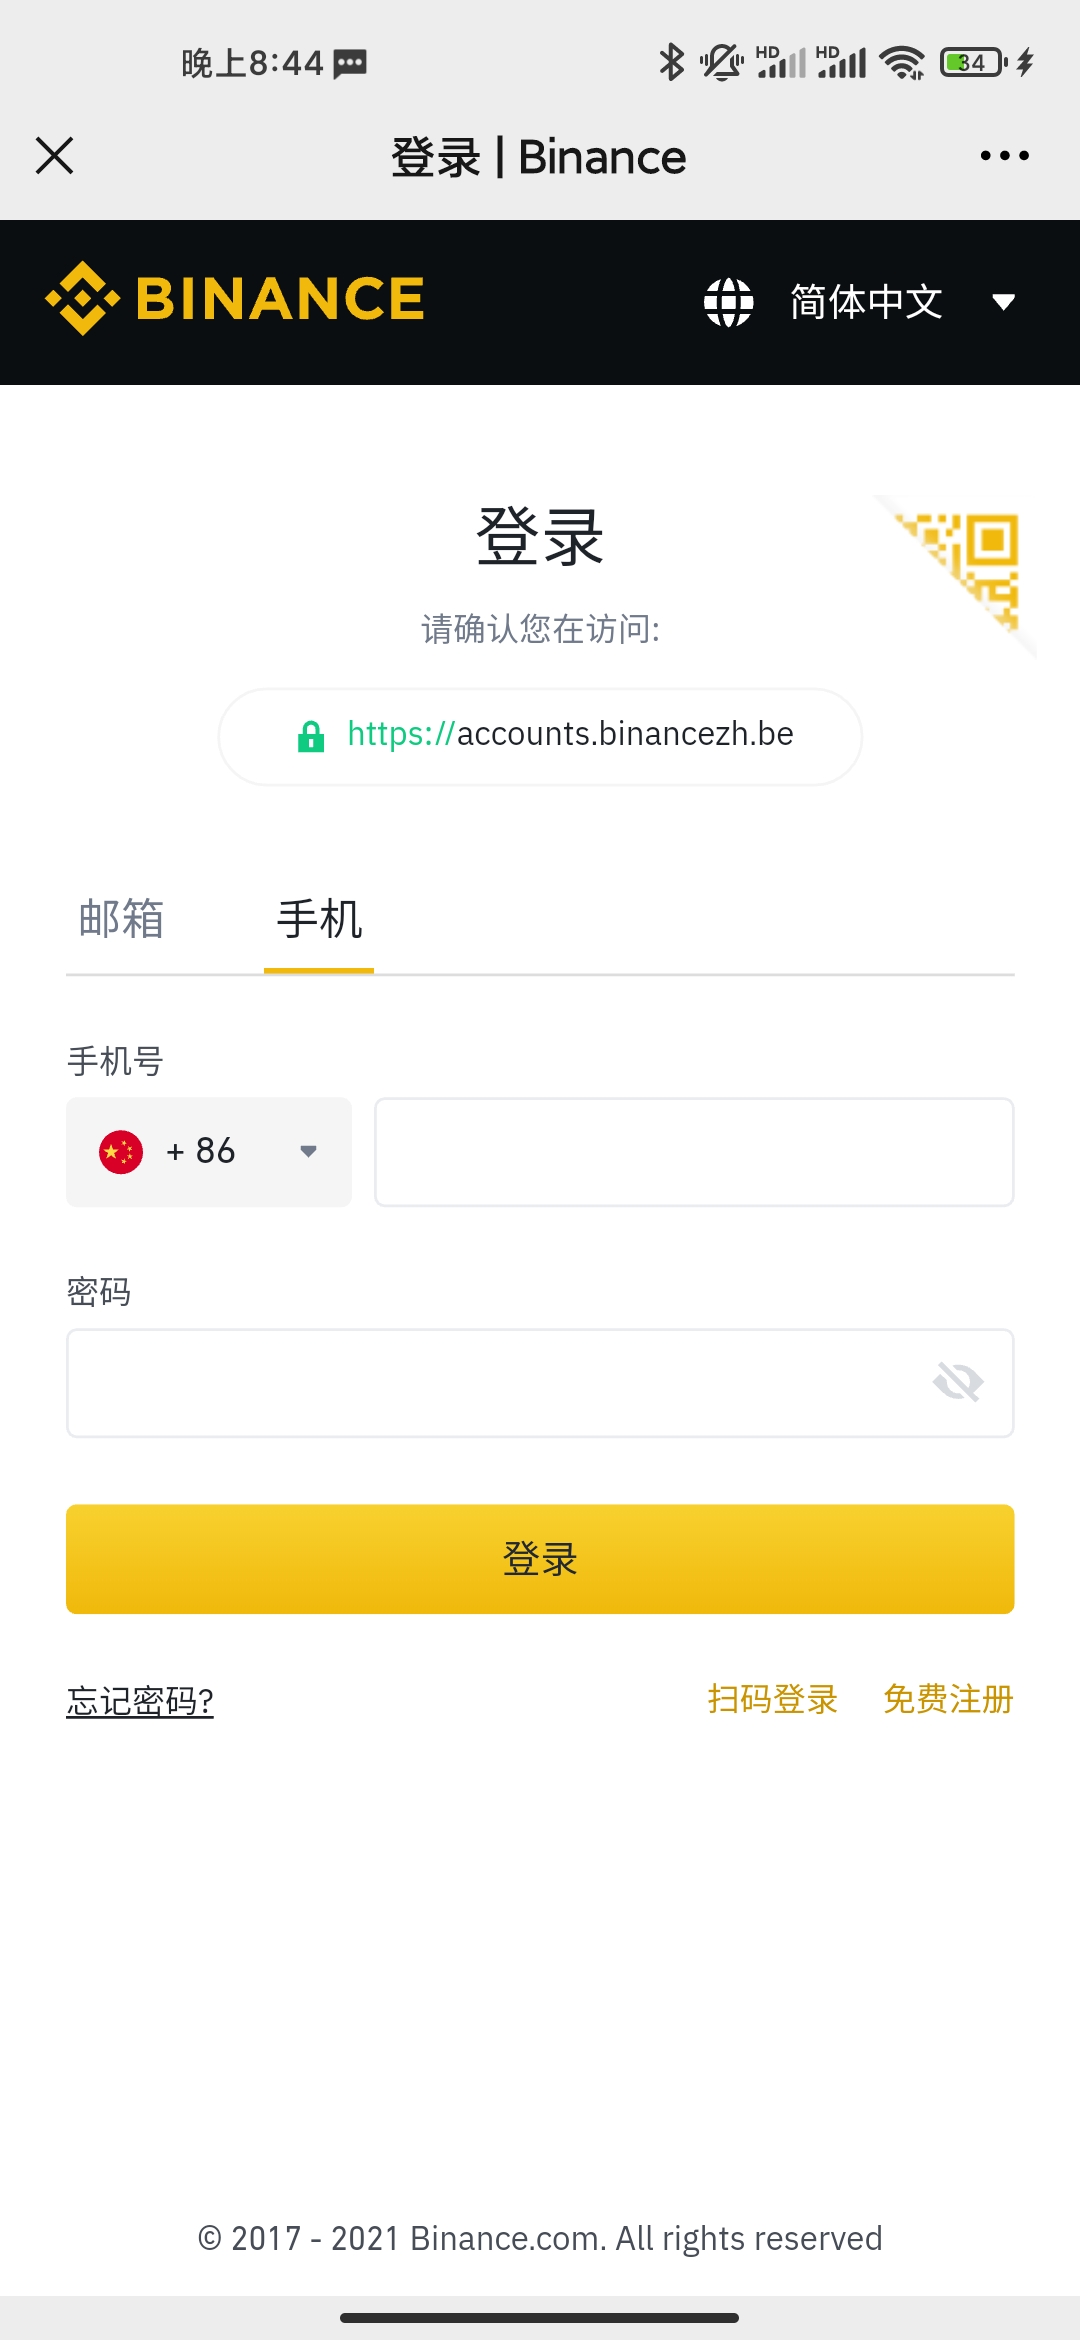 晚上8:44
HD HD 34
登录 | Binance
BINANCE 简体中文
登录
请确认您在访问:
https://accounts.binancezh.be
邮箱 手机
手机号
+ 86
密码
登录
忘记密码? 扫码登录 免费注册
© 2017 - 2021 Binance.com. All rights reserved